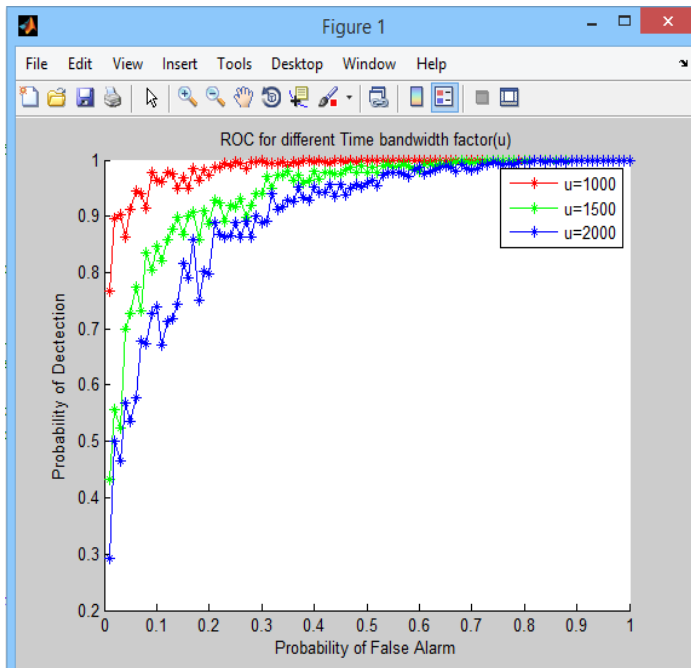 Figure 1
File Edit View Insert Tools Desktop Window Help
ROC for different Time bandwidth factor(u)
1
0.9
0.8
0.7
0.6
0.5
0.4
0.3
0.2
Probability of Dectection
u=1000
u=1500
u=2000
0 0.1 0.2 0.3 0.4 0.5 0.6 0.7 0.8 0.9 1
Probability of False Alarm